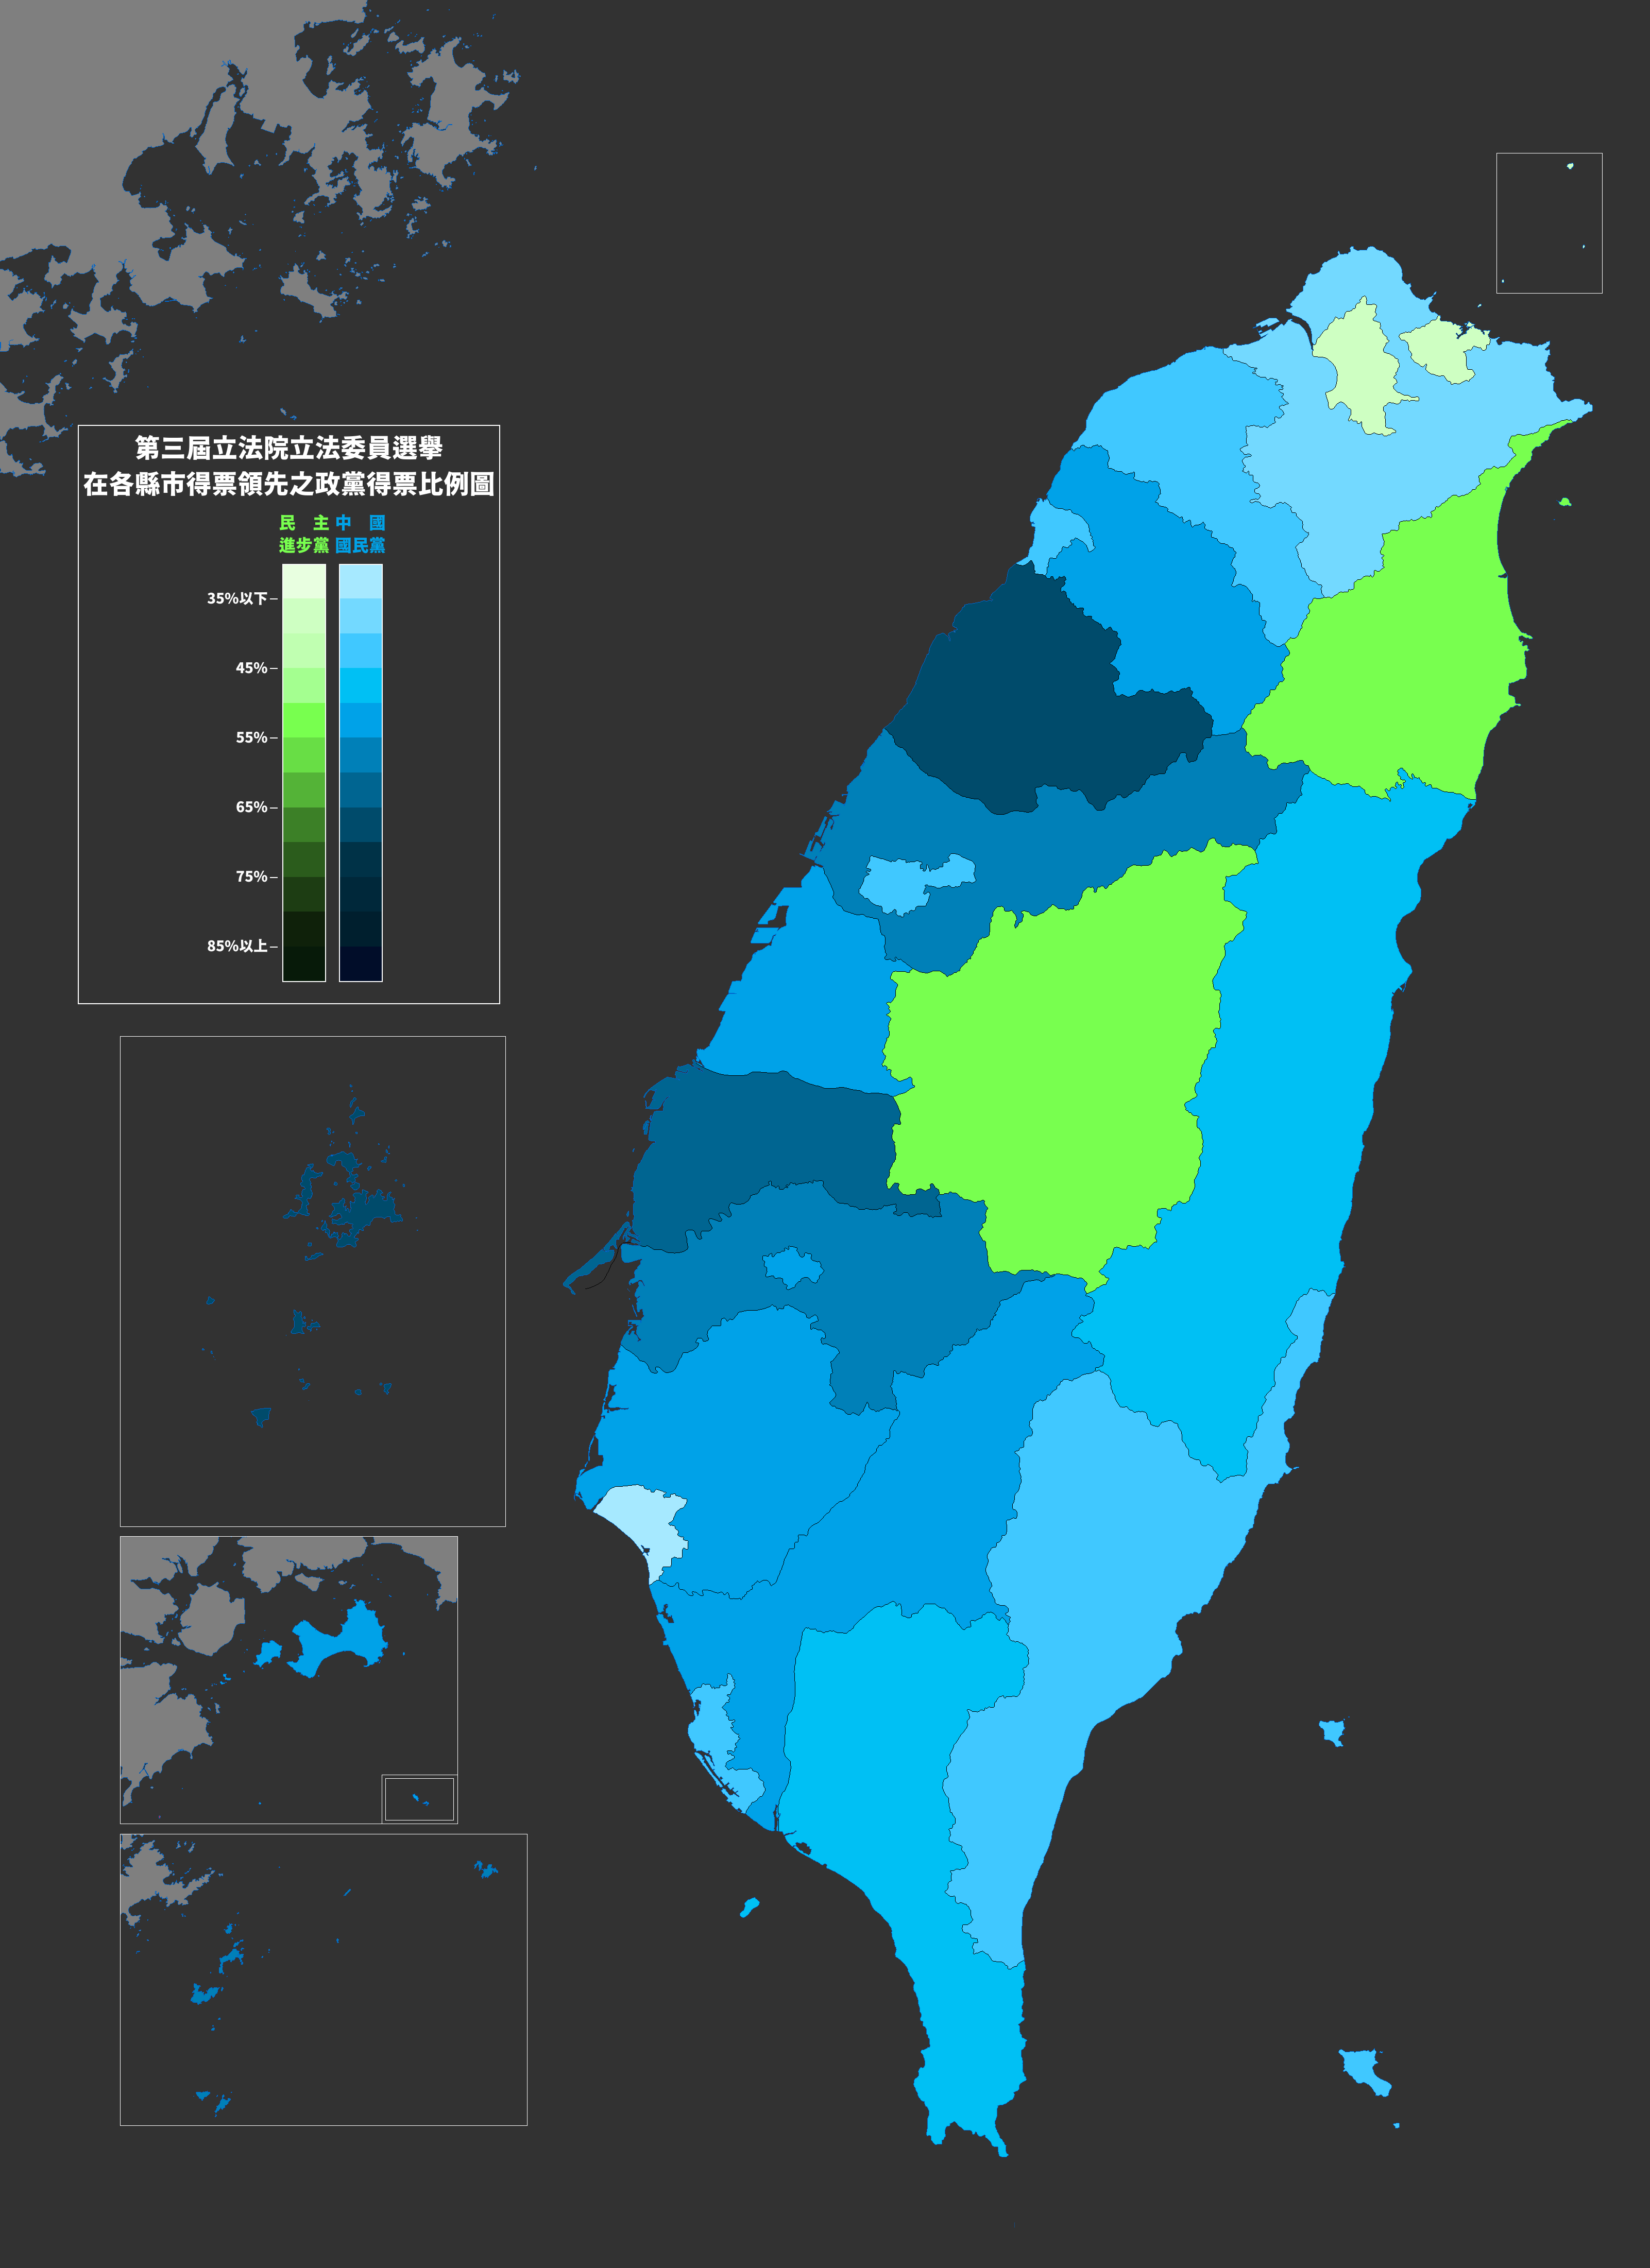 第三屆立法院立法委員選舉
在各縣市得票領先之政黨得票比例圖
民主進步黨
中國國民黨
35%以下
45%
55%
65%
75%
85%以上